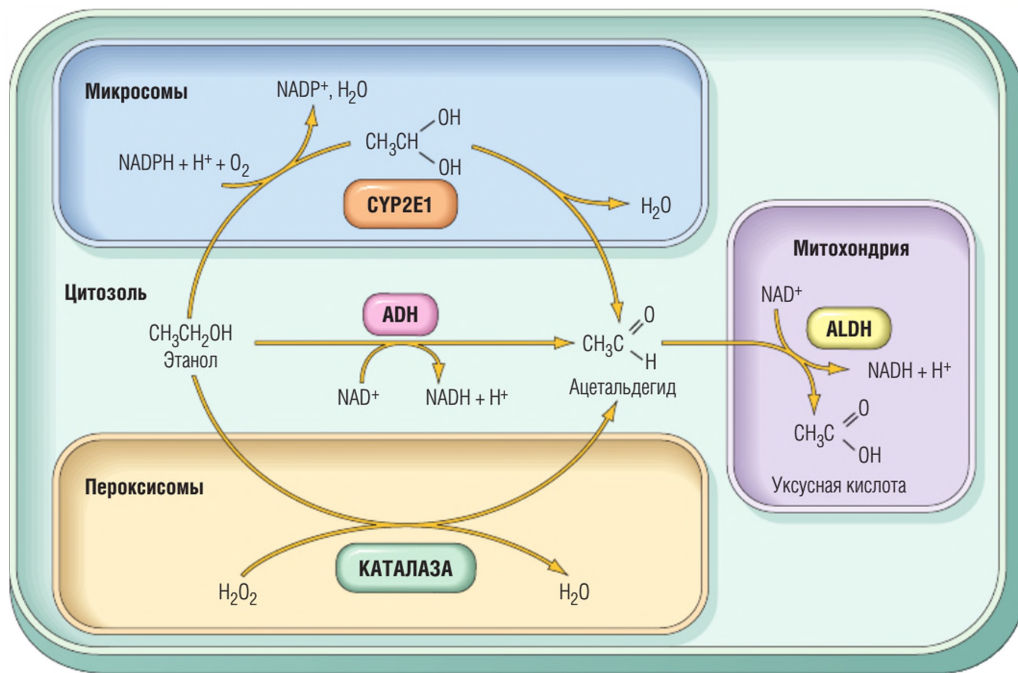 Микросомы
NADP⁺, H₂O
NADPH + H⁺ + O₂
CH₃CH
OH
OH
CYP2E1
H₂O
Митохондрия
NAD⁺
ALDH
NADH + H⁺
CH₃C
O
OH
Уксусная кислота
Цитозоль
CH₃CH₂OH
Этанол
ADH
NAD⁺
NADH + H⁺
CH₃C
O
H
Ацетальдегид
Пероксисомы
H₂O₂
КАТАЛАЗА
H₂O